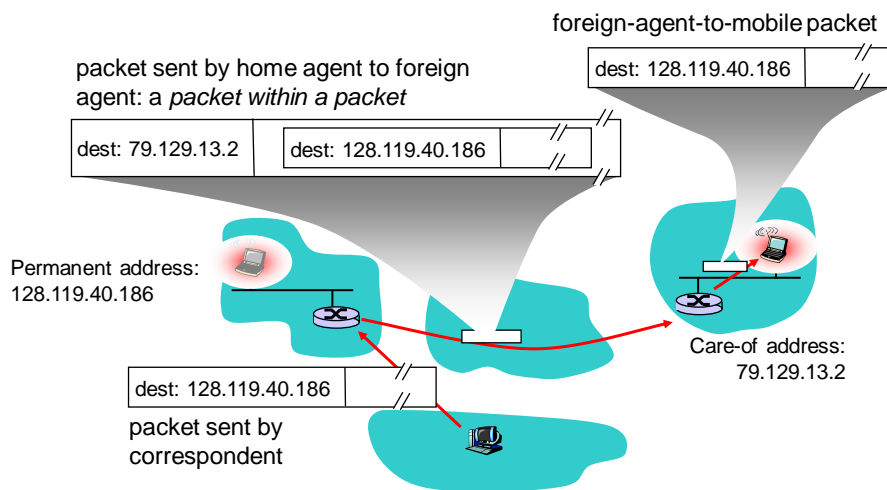 foreign-agent-to-mobile packet
dest: 128.119.40.186
packet sent by home agent to foreign
agent: a packet within a packet
dest: 79.129.13.2
dest: 128.119.40.186
Permanent address:
128.119.40.186
Care-of address:
79.129.13.2
dest: 128.119.40.186
packet sent by
correspondent